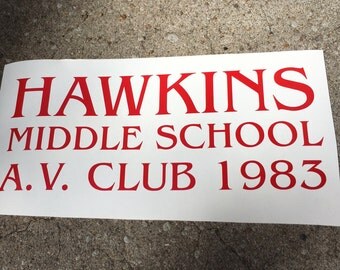 HAWKINS
MIDDLE SCHOOL
A.V. CLUB 1983